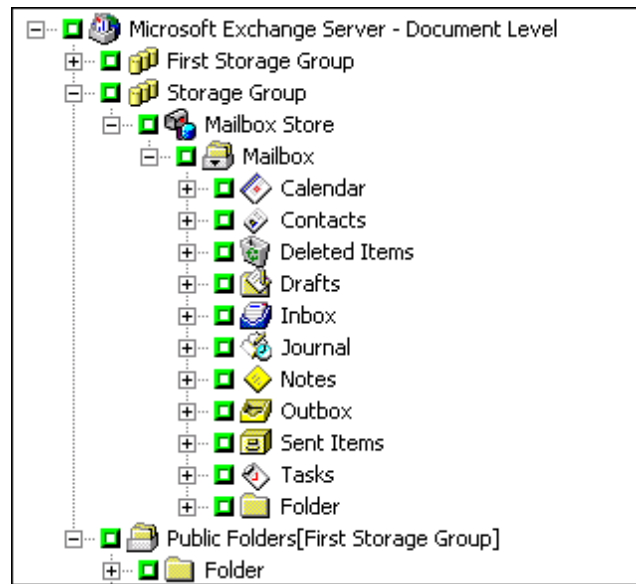 Microsoft Exchange Server - Document Level
First Storage Group
Storage Group
Mailbox Store
Mailbox
Calendar
Contacts
Deleted Items
Drafts
Inbox
Journal
Notes
Outbox
Sent Items
Tasks
Folder
Public Folders[First Storage Group]
Folder